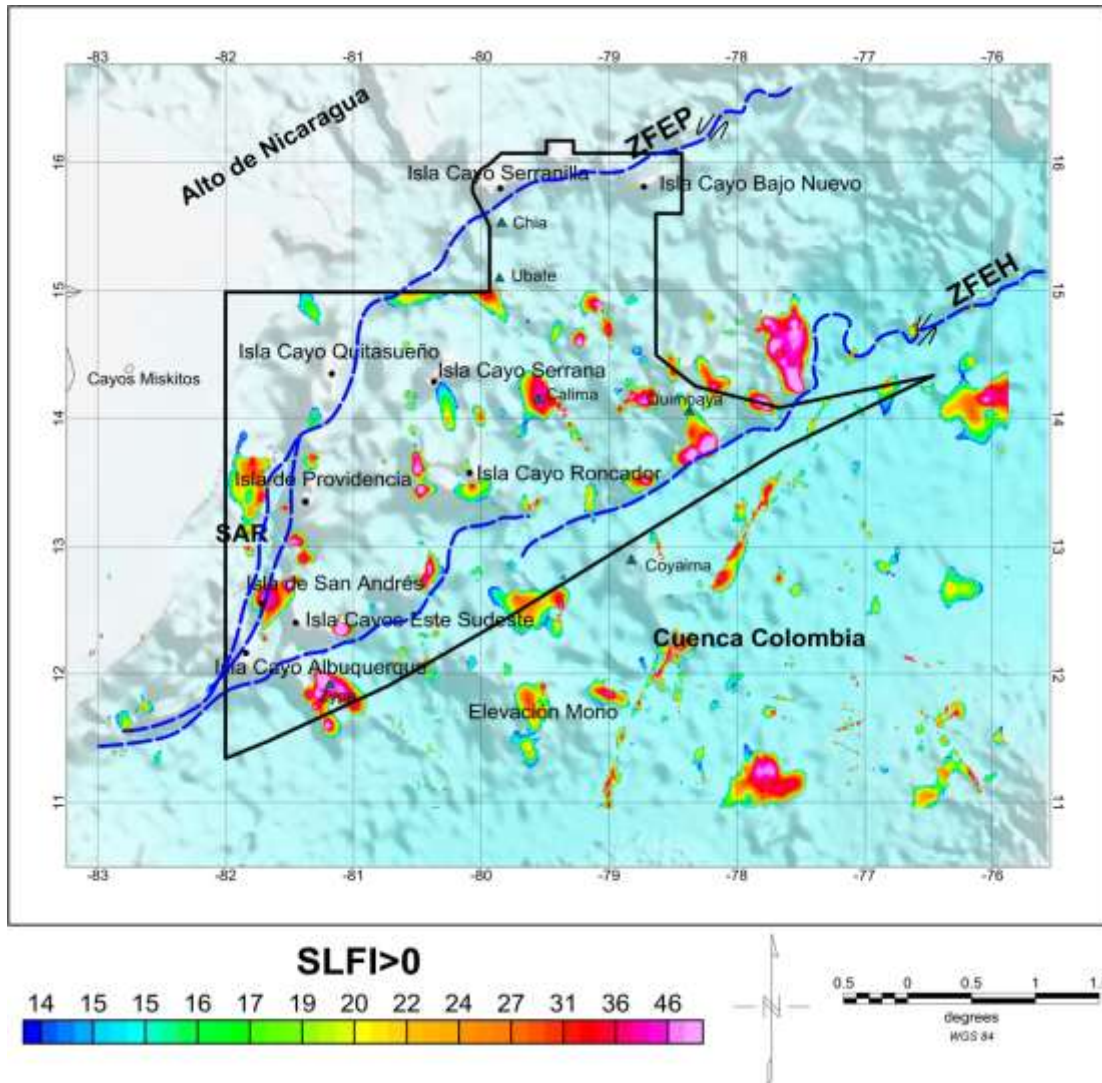 -83 -82 -81 -80 -79 -78 -77 -76
Alto de Nicaragua
ZFEP
16 16
Isla Cayo Serranilla
Isla Cayo Bajo Nuevo
Chia
Ubate
ZFEH
15 15
Isla Cayo Quitasueño
Isla Cayo Serrana
Cayos Miskitos
Calima
Quimbaya
14 14
Isla Cayo Roncador
Isla de Providencia
SAR
13 13
Coyaima
Isla de San Andrés
Isla Cayos Este Sudeste
Cuenca Colombia
12 12
Isla Cayo Albuquerque
Elevacion Mono
11 11
-83 -82 -81 -80 -79 -78 -77 -76
SLFI>0
14 15 15 16 17 19 20 22 24 27 31 36 46
N
0.5 0 0.5 1 1.
degrees
WGS 84